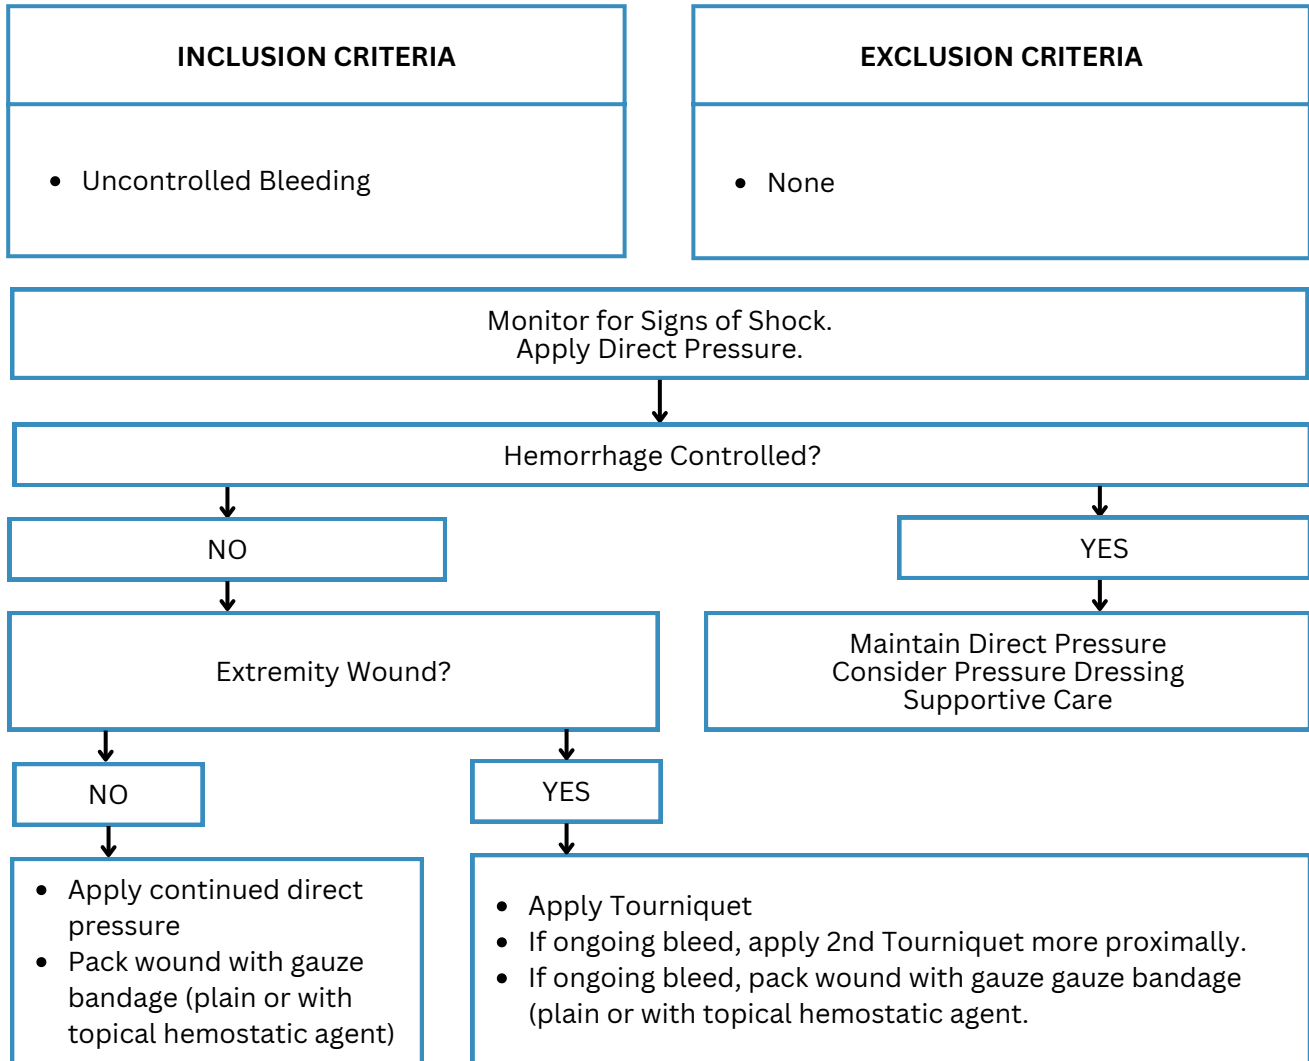 INCLUSION CRITERIA
• Uncontrolled Bleeding
EXCLUSION CRITERIA
• None
Monitor for Signs of Shock.
Apply Direct Pressure.
Hemorrhage Controlled?
NO
YES
Extremity Wound?
Maintain Direct Pressure
Consider Pressure Dressing
Supportive Care
NO
YES
• Apply continued direct
pressure
• Pack wound with gauze
bandage (plain or with
topical hemostatic agent)
• Apply Tourniquet
• If ongoing bleed, apply 2nd Tourniquet more proximally.
• If ongoing bleed, pack wound with gauze gauze bandage
(plain or with topical hemostatic agent.